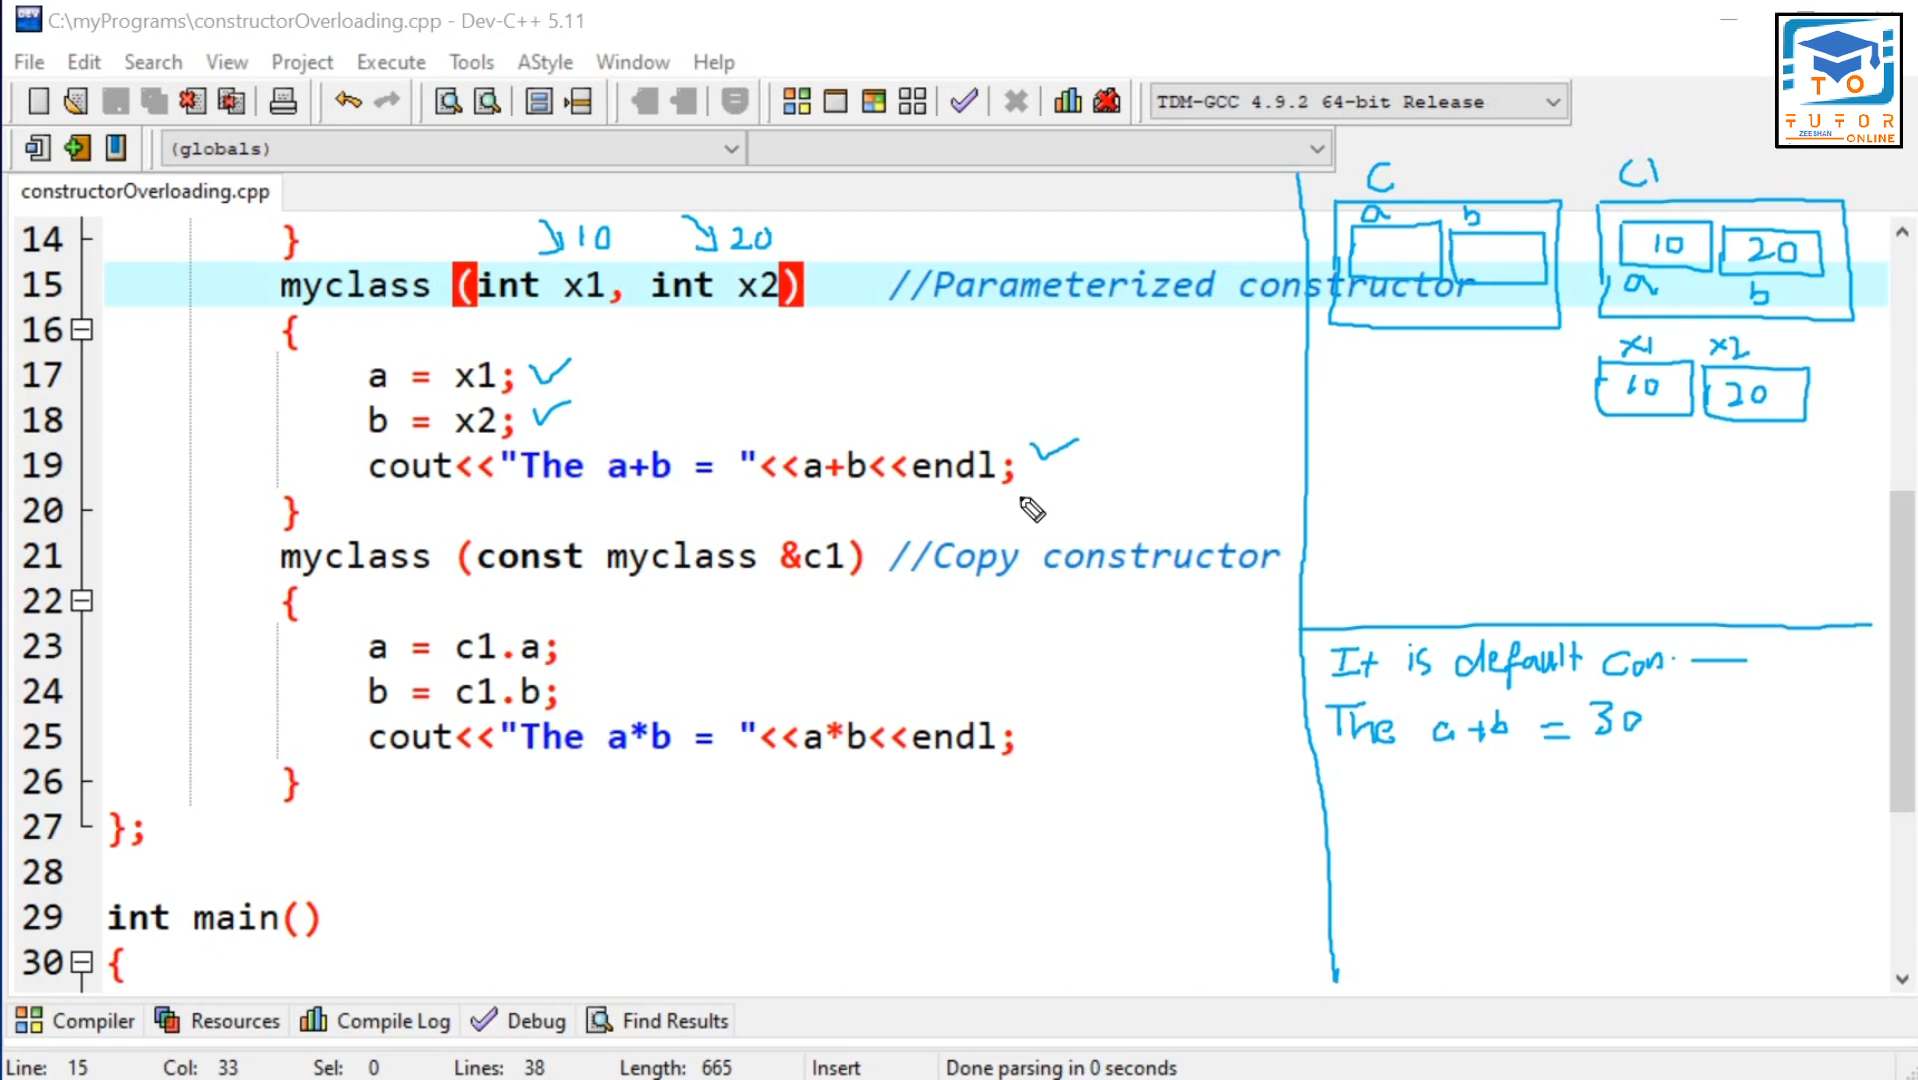 C:\myPrograms\constructorOverloading.cpp - Dev-C++ 5.11
File Edit Search View Project Execute Tools AStyle Window Help
TDM-GCC 4.9.2 64-bit Release
TO
TUTOR
ZEESHAN ONLINE
(globals)
constructorOverloading.cpp
C C1
a b
10 20
a b
x1 x2
10 20
10 20
14 }
15 myclass (int x1, int x2) //Parameterized constructor
16 {
17 a = x1;
18 b = x2;
19 cout<<"The a+b = "<<a+b<<endl;
20 }
21 myclass (const myclass &c1) //Copy constructor
22 {
23 a = c1.a;
24 b = c1.b;
25 cout<<"The a*b = "<<a*b<<endl;
26 }
27 };
28
29 int main()
30 {
It is default con.
The a+b = 30
Compiler Resources Compile Log Debug Find Results
Line: 15 Col: 33 Sel: 0 Lines: 38 Length: 665 Insert Done parsing in 0 seconds